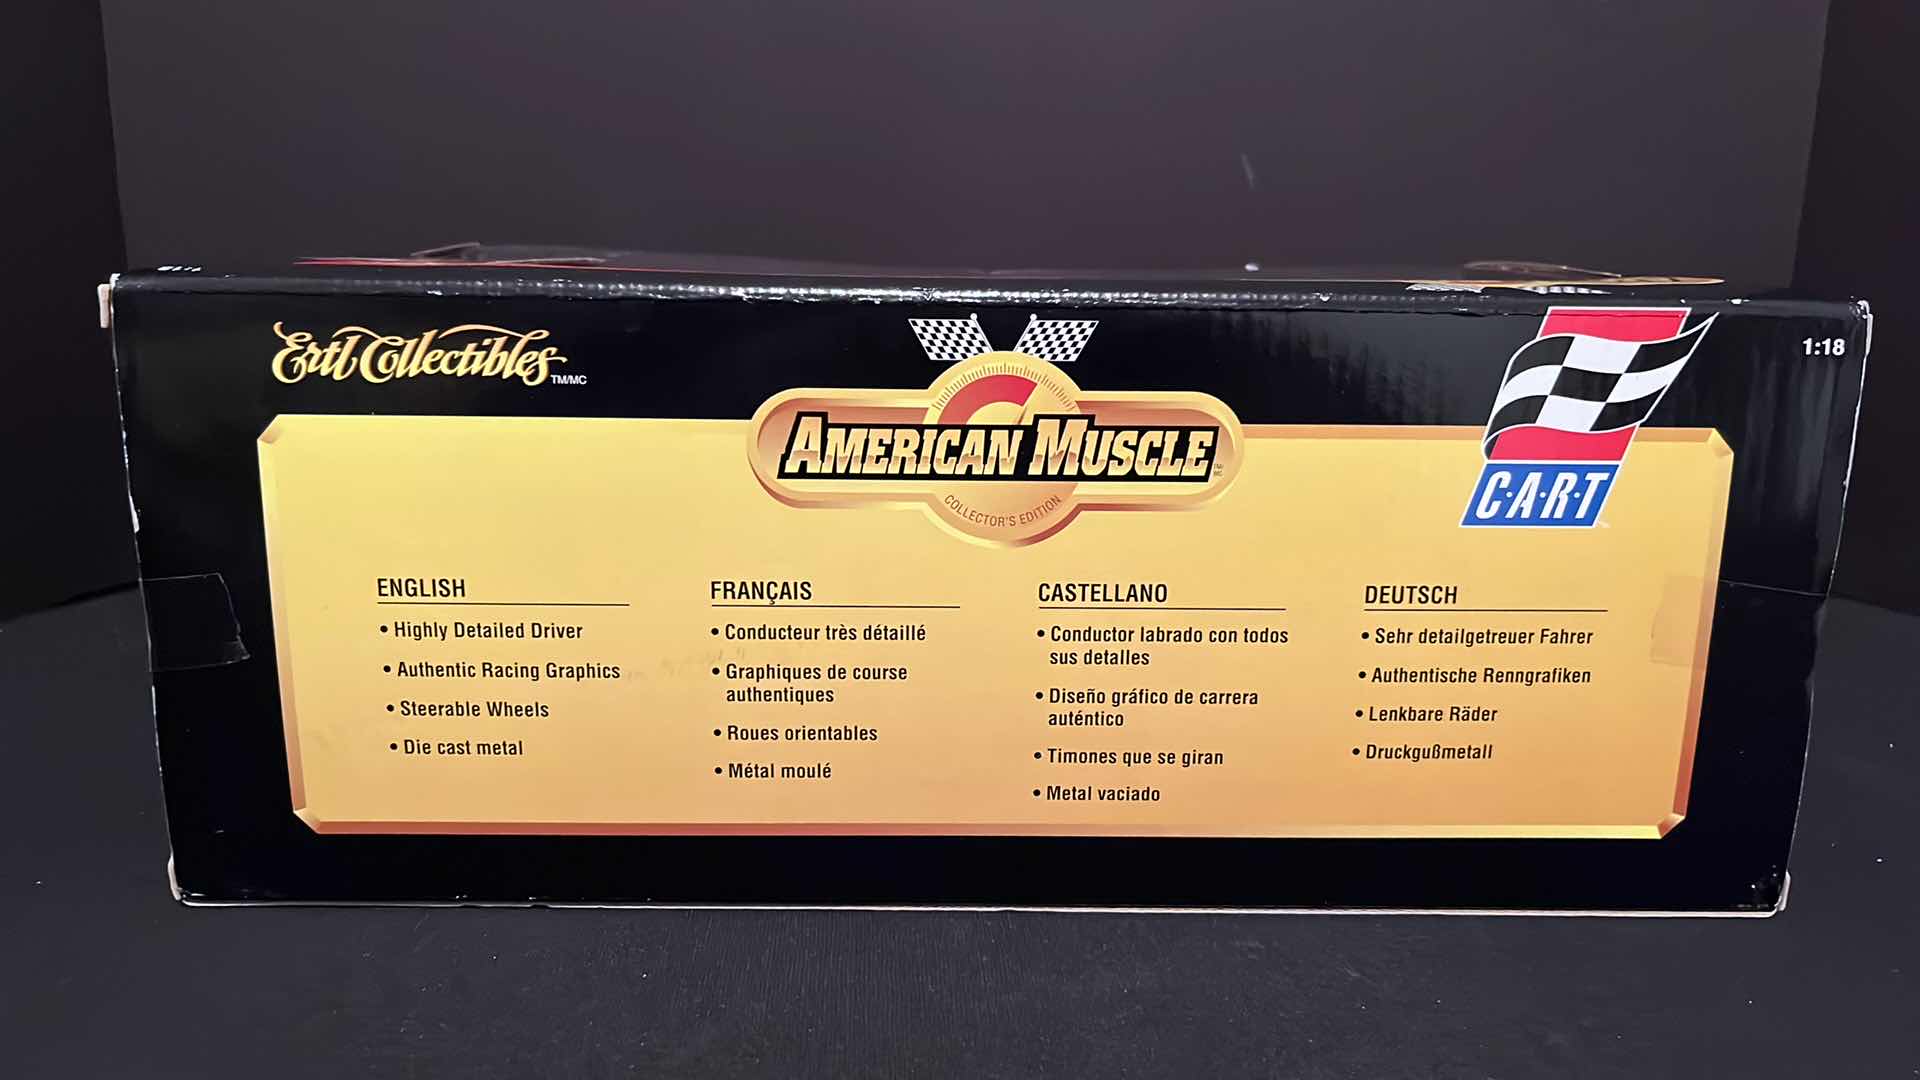 Ertl Collectibles TM/MC
1:18
AMERICAN MUSCLE TM/MC
COLLECTOR'S EDITION
C·A·R·T
ENGLISH
• Highly Detailed Driver
• Authentic Racing Graphics
• Steerable Wheels
• Die cast metal
FRANÇAIS
• Conducteur très détaillé
• Graphiques de course
authentiques
• Roues orientables
• Métal moulé
CASTELLANO
• Conductor labrado con todos
sus detalles
• Diseño gráfico de carrera
auténtico
• Timones que se giran
• Metal vaciado
DEUTSCH
• Sehr detailgetreuer Fahrer
• Authentische Renngrafiken
• Lenkbare Räder
• Druckgußmetall